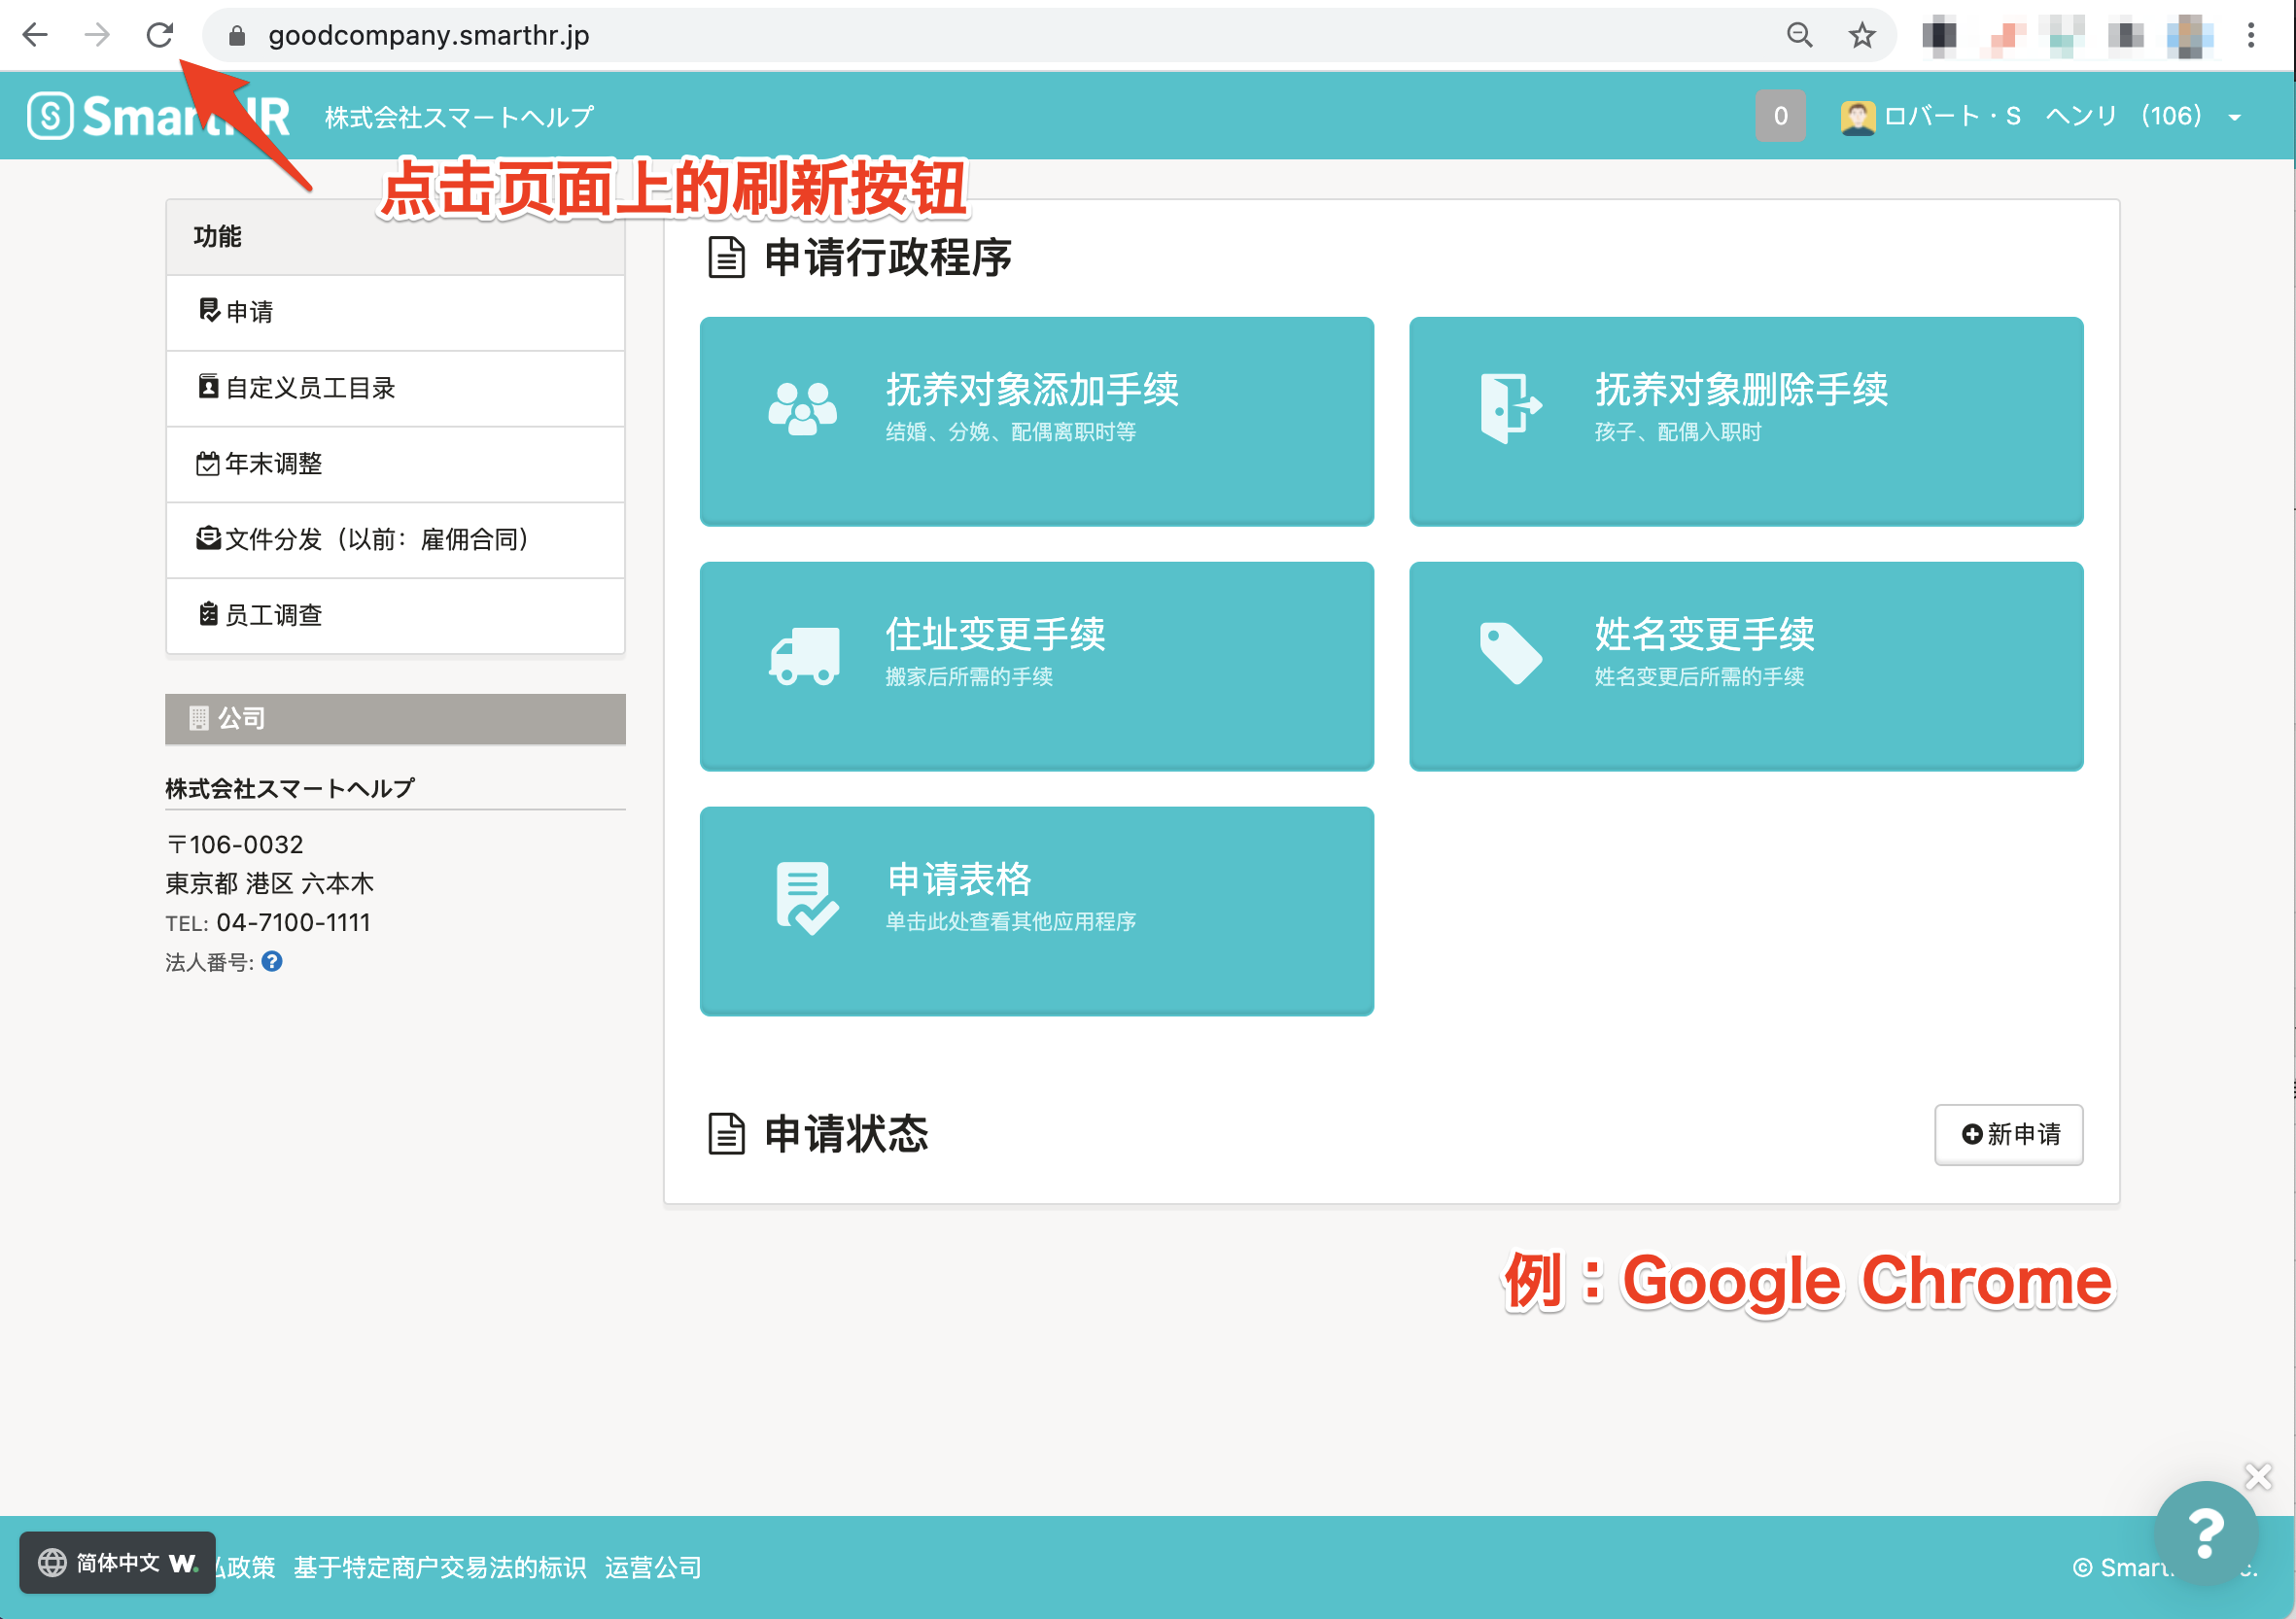 goodcompany.smarthr.jp
SmartHR
株式会社スマートヘルプ
0
ロバート・S ヘンリ (106)
点击页面上的刷新按钮
功能
申请
自定义员工目录
年末调整
文件分发（以前：雇佣合同）
员工调查
公司
株式会社スマートヘルプ
〒106-0032
東京都 港区 六本木
TEL: 04-7100-1111
法人番号:
申请行政程序
抚养对象添加手续
结婚、分娩、配偶离职时等
抚养对象删除手续
孩子、配偶入职时
住址变更手续
搬家后所需的手续
姓名变更手续
姓名变更后所需的手续
申请表格
单击此处查看其他应用程序
申请状态
新申请
例：Google Chrome
简体中文 W.
政策 基于特定商户交易法的标识 运营公司
©